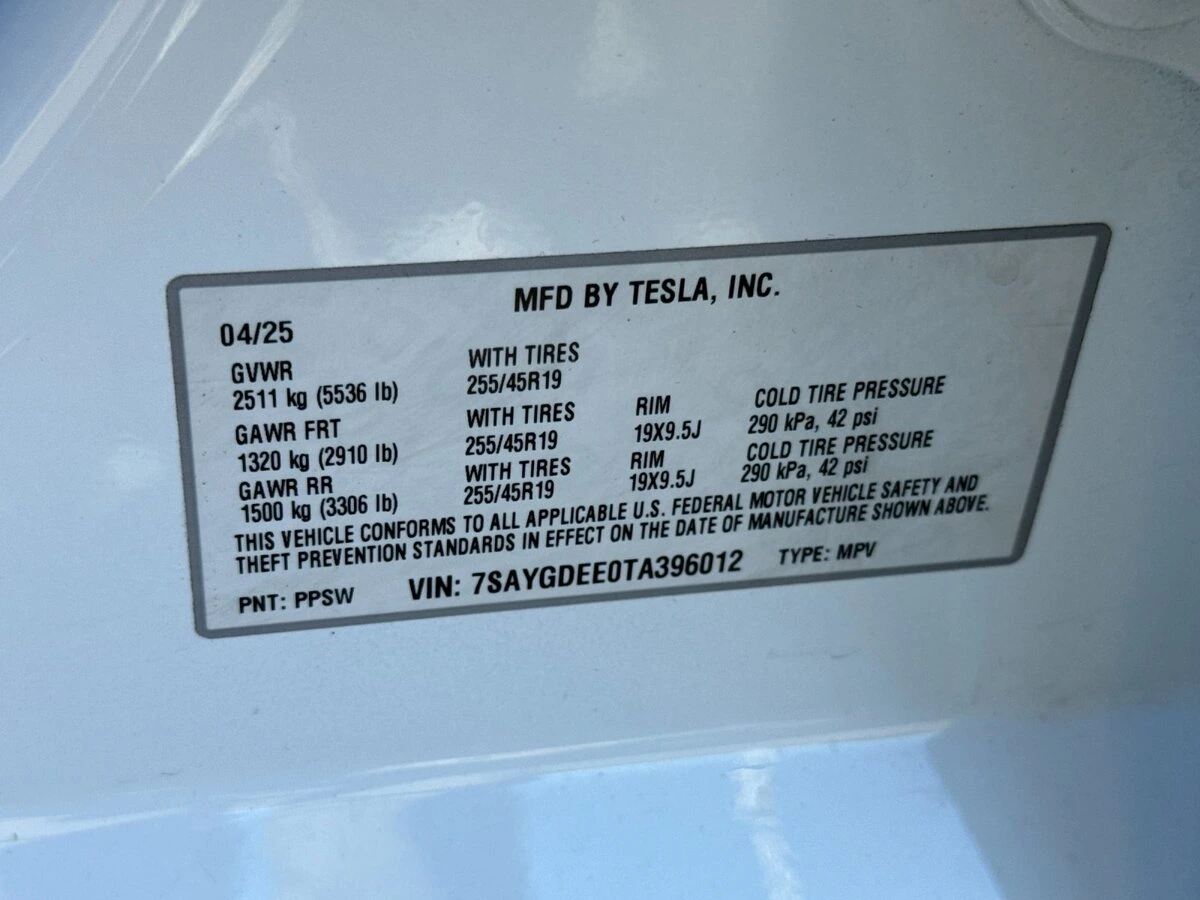 MFD BY TESLA, INC.
04/25
GVWR WITH TIRES
2511 kg (5536 lb) 255/45R19
GAWR FRT WITH TIRES RIM COLD TIRE PRESSURE
1320 kg (2910 lb) 255/45R19 19X9.5J 290 kPa, 42 psi
GAWR RR WITH TIRES RIM COLD TIRE PRESSURE
1500 kg (3306 lb) 255/45R19 19X9.5J 290 kPa, 42 psi
THIS VEHICLE CONFORMS TO ALL APPLICABLE U.S. FEDERAL MOTOR VEHICLE SAFETY AND
THEFT PREVENTION STANDARDS IN EFFECT ON THE DATE OF MANUFACTURE SHOWN ABOVE.
PNT: PPSW VIN: 7SAYGDEE0TA396012 TYPE: MPV